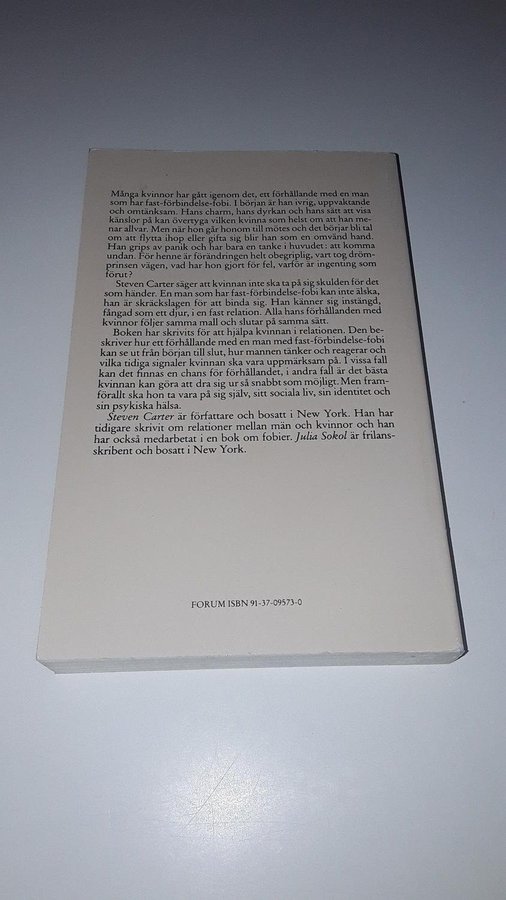 Många kvinnor har gått igenom det, ett förhållande med en man
som har fast-förbindelse-fobi. I början är han ivrig, uppvaktande
och omtänksam. Hans charm, hans dyrkan och hans sätt att visa
känslor på kan övertyga vilken kvinna som helst om att han me-
nar allvar. Men när hon går honom till mötes och det börjar bli tal
om att flytta ihop eller gifta sig blir han som en omvänd hand.
Han grips av panik och har bara en tanke i huvudet: att komma
undan. För henne är förändringen helt obegriplig, vart tog dröm-
prinsen vägen, vad har hon gjort för fel, varför är ingenting som
förut?
Steven Carter säger att kvinnan inte ska ta på sig skulden för det
som händer. En man som har fast-förbindelse-fobi kan inte älska,
han är skräckslagen för att binda sig. Han känner sig instängd,
fångad som ett djur, i en fast relation. Alla hans förhållanden med
kvinnor följer samma mall och slutar på samma sätt.
Boken har skrivits för att hjälpa kvinnan i relationen. Den be-
skriver hur ett förhållande med en man med fast-förbindelse-fobi
kan se ut från början till slut, hur mannen tänker och reagerar och
vilka tidiga signaler kvinnan ska vara uppmärksam på. I vissa fall
kan det finnas en chans för förhållandet, i andra fall är det bästa
kvinnan kan göra att dra sig ur så snabbt som möjligt. Men fram-
förallt ska hon ta vara på sig själv, sitt sociala liv, sin identitet och
sin psykiska hälsa.
Steven Carter är författare och bosatt i New York. Han har
tidigare skrivit om relationer mellan män och kvinnor och han
har också medarbetat i en bok om fobier. Julia Sokol är frilans-
skribent och bosatt i New York.
FORUM ISBN 91-37-09573-0